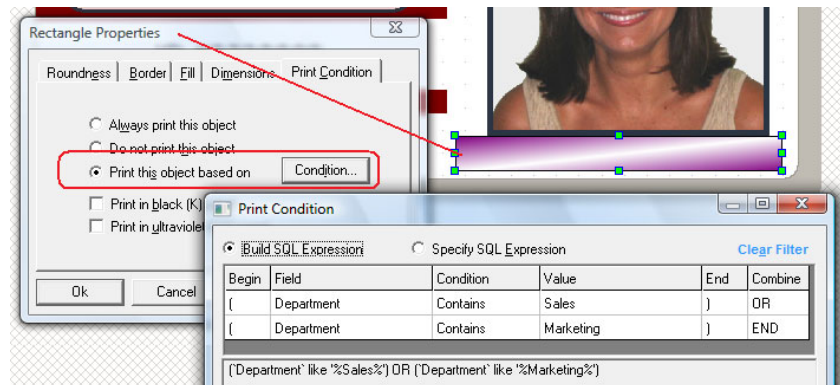 Rectangle Properties
Roundness Border Fill Dimensions Print Condition
Always print this object
Do not print this object
Print this object based on Condition...
Print in black (K)
Print in ultraviolet
Ok Cancel
Print Condition
Build SQL Expression Specify SQL Expression Clear Filter
Begin Field Condition Value End Combine
( Department Contains Sales ) OR
( Department Contains Marketing ) END
(`Department` like '%Sales%') OR (`Department` like '%Marketing%')